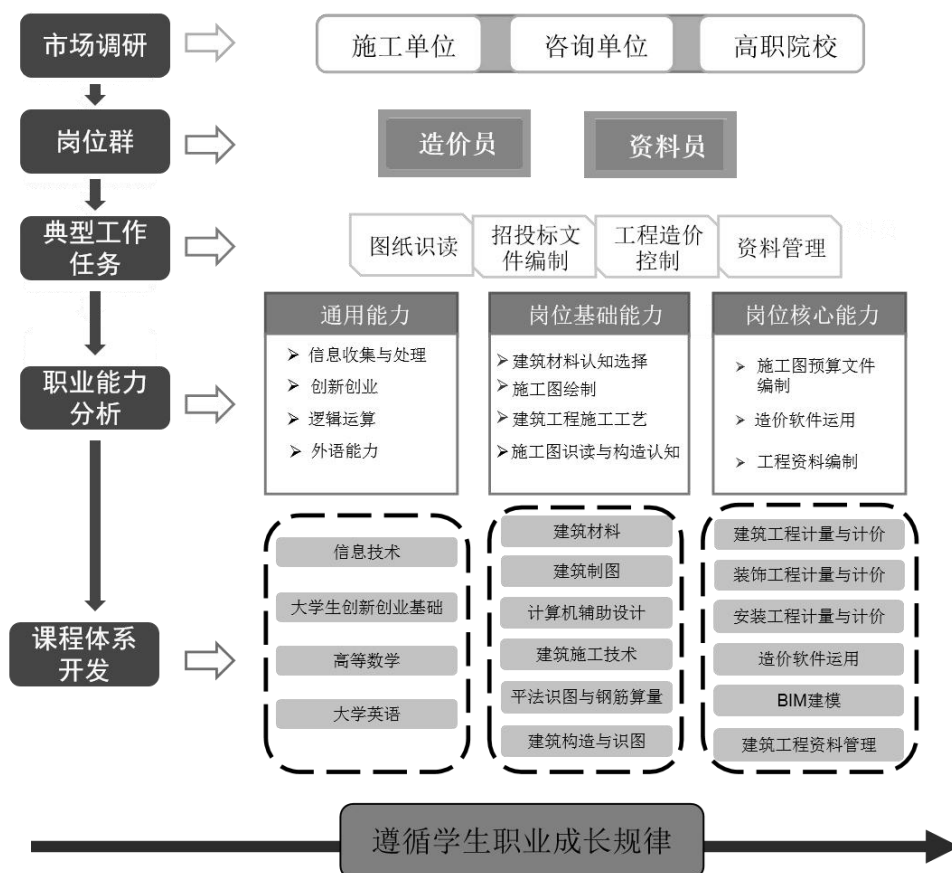 市场调研
施工单位
咨询单位
高职院校
岗位群
造价员
资料员
典型工作
任务
图纸识读
招投标文
件编制
工程造价
控制
资料管理
职业能力
分析
通用能力
信息收集与处理
创新创业
逻辑运算
外语能力
岗位基础能力
建筑材料认知选择
施工图绘制
建筑工程施工工艺
施工图识读与构造认知
岗位核心能力
施工图预算文件
编制
造价软件运用
工程资料编制
课程体系
开发
信息技术
大学生创新创业基础
高等数学
大学英语
建筑材料
建筑制图
计算机辅助设计
建筑施工技术
平法识图与钢筋算量
建筑构造与识图
建筑工程计量与计价
装饰工程计量与计价
安装工程计量与计价
造价软件运用
BIM建模
建筑工程资料管理
遵循学生职业成长规律